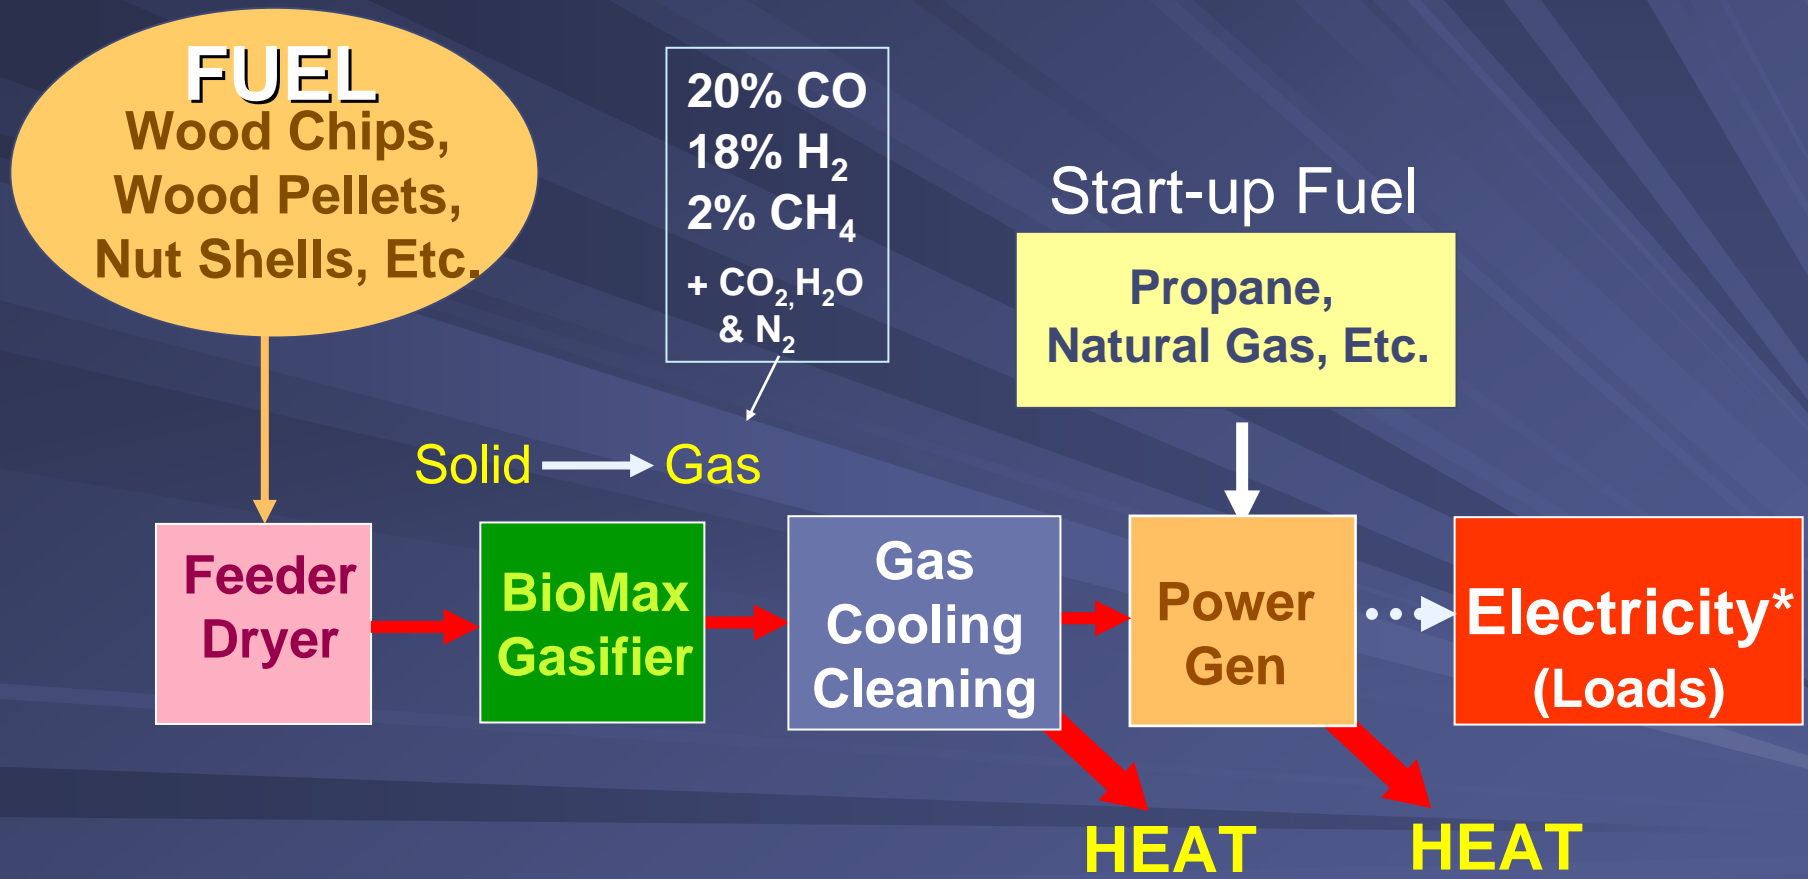 FUEL
Wood Chips,
Wood Pellets,
Nut Shells, Etc.
20% CO
18% H₂
2% CH₄
+ CO₂,H₂O
& N₂
Start-up Fuel
Propane,
Natural Gas, Etc.
Solid
Gas
Feeder
Dryer
BioMax
Gasifier
Gas
Cooling
Cleaning
Power
Gen
Electricity*
(Loads)
HEAT
HEAT